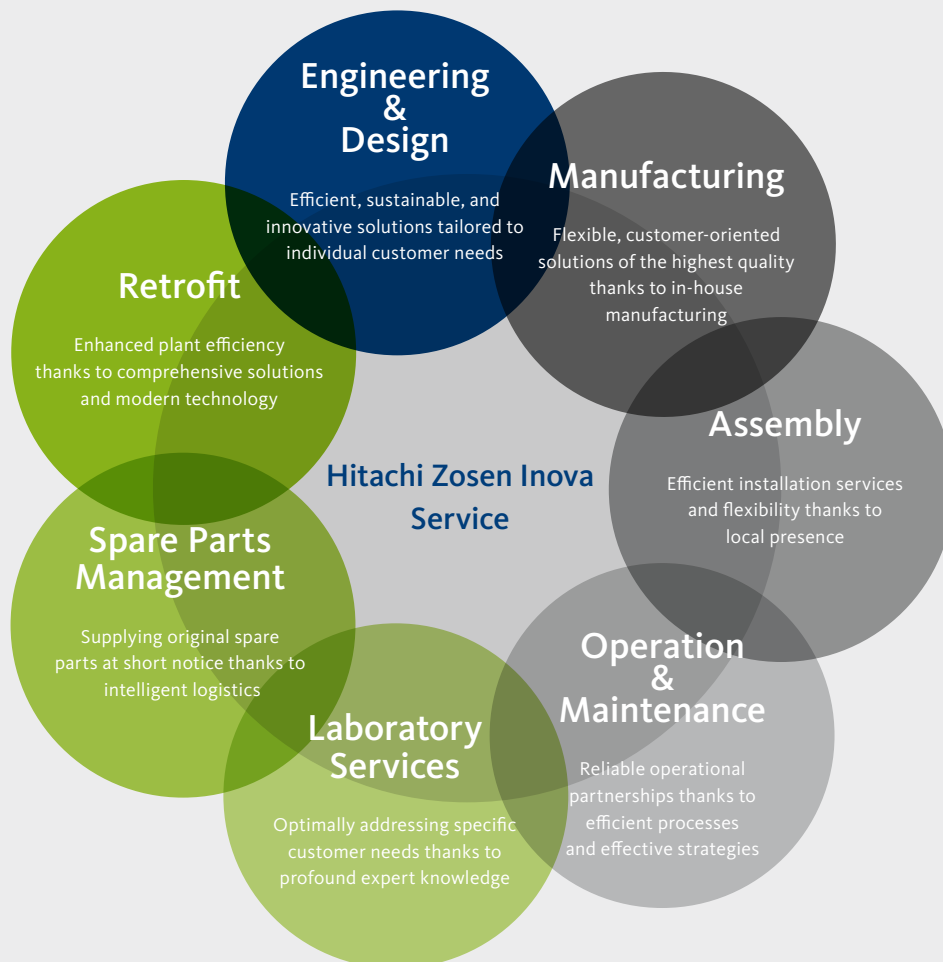 Engineering
&
Design
Efficient, sustainable, and
innovative solutions tailored to
individual customer needs
Manufacturing
Flexible, customer-oriented
solutions of the highest quality
thanks to in-house
manufacturing
Retrofit
Enhanced plant efficiency
thanks to comprehensive solutions
and modern technology
Assembly
Efficient installation services
and flexibility thanks to
local presence
Hitachi Zosen Inova
Service
Spare Parts
Management
Supplying original spare
parts at short notice thanks to
intelligent logistics
Operation
&
Maintenance
Reliable operational
partnerships thanks to
efficient processes
and effective strategies
Laboratory
Services
Optimally addressing specific
customer needs thanks to
profound expert knowledge